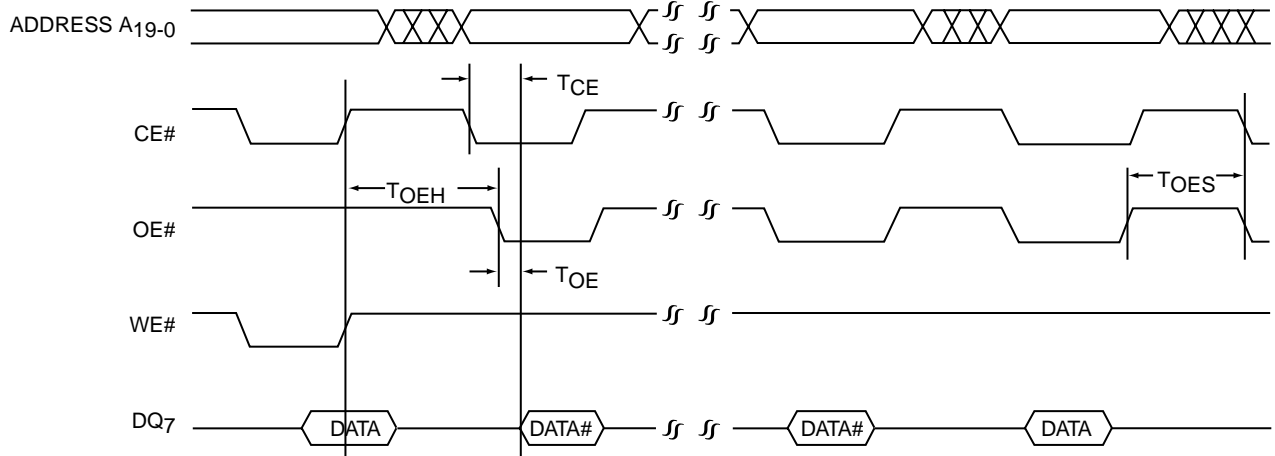 ADDRESS A19-0
TCE
CE#
TOEH
TOES
OE#
TOE
WE#
DQ7
DATA
DATA#
DATA#
DATA